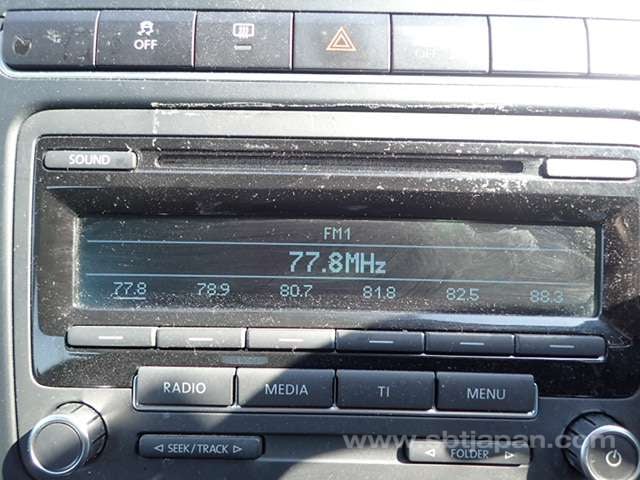 OFF
OFF
SOUND
FM1
77.8MHz
77.8 78.9 80.7 81.8 82.5 88.3
RADIO MEDIA TI MENU
SEEK/TRACK FOLDER
www.sbtjapan.com